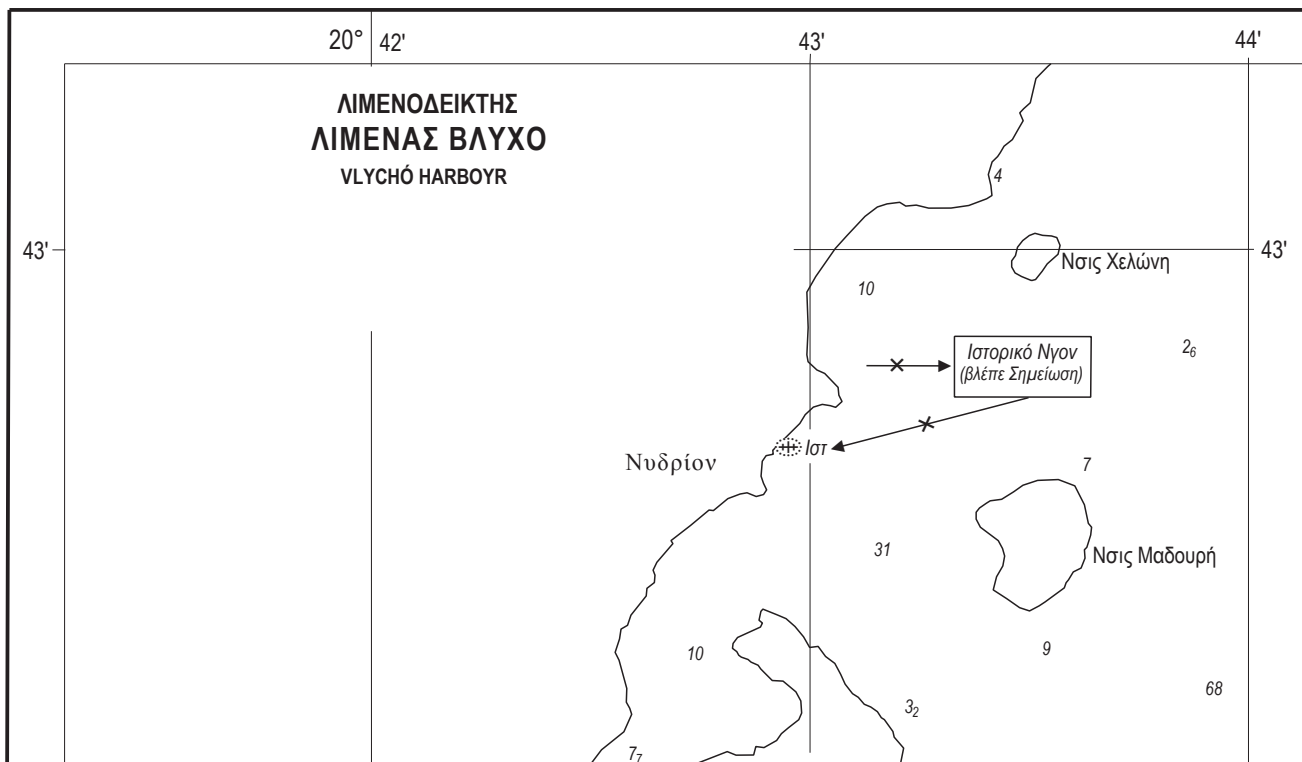 20° 42' 43' 44'
ΛΙΜΕΝΟΔΕΙΚΤΗΣ
ΛΙΜΕΝΑΣ ΒΛΥΧΟ
VLYCHÓ HARBOYR
4
43' 43'
Νσις Χελώνη
10
Ιστορικό Νγον
(βλέπε Σημείωση)
2₆
Ιστ
Νυδρίον
7
31
Νσις Μαδουρή
10
9
68
3₂
7₇